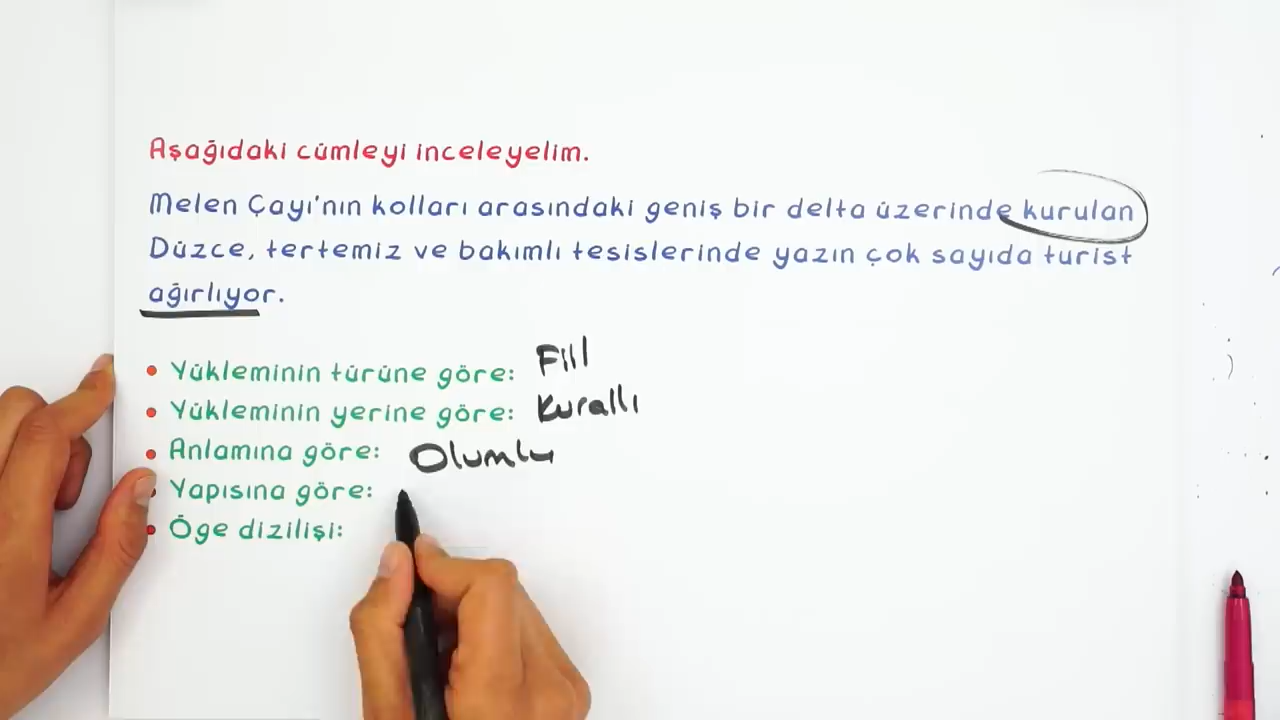 Aşağıdaki cümleyi inceleyelim.
Melen Çayı'nın kolları arasındaki geniş bir delta üzerinde kurulan
Düzce, tertemiz ve bakımlı tesislerinde yazın çok sayıda turist
ağırlıyor.
• Yükleminin türüne göre: Fiil
• Yükleminin yerine göre: Kurallı
• Anlamına göre: Olumlu
• Yapısına göre:
• Öge dizilişi: